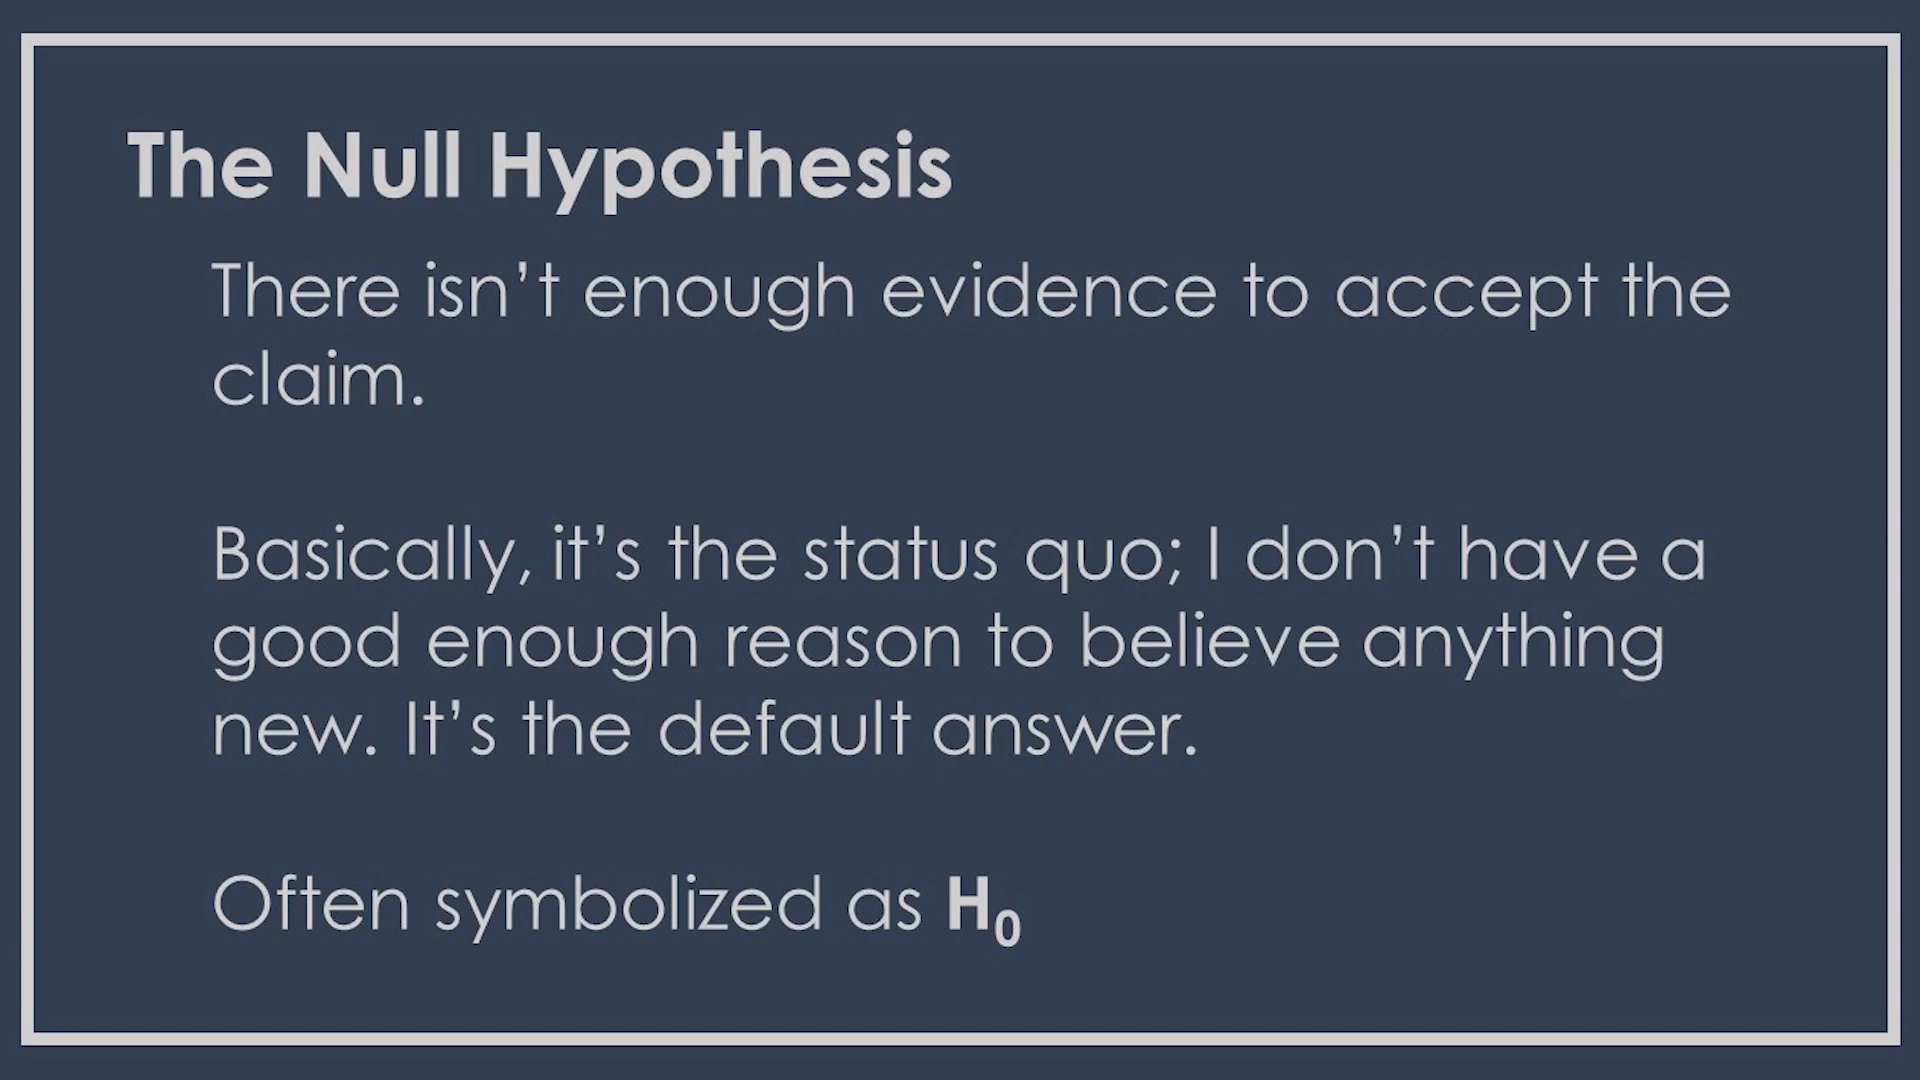 The Null Hypothesis
There isn’t enough evidence to accept the
claim.
Basically, it’s the status quo; I don’t have a
good enough reason to believe anything
new. It’s the default answer.
Often symbolized as H₀